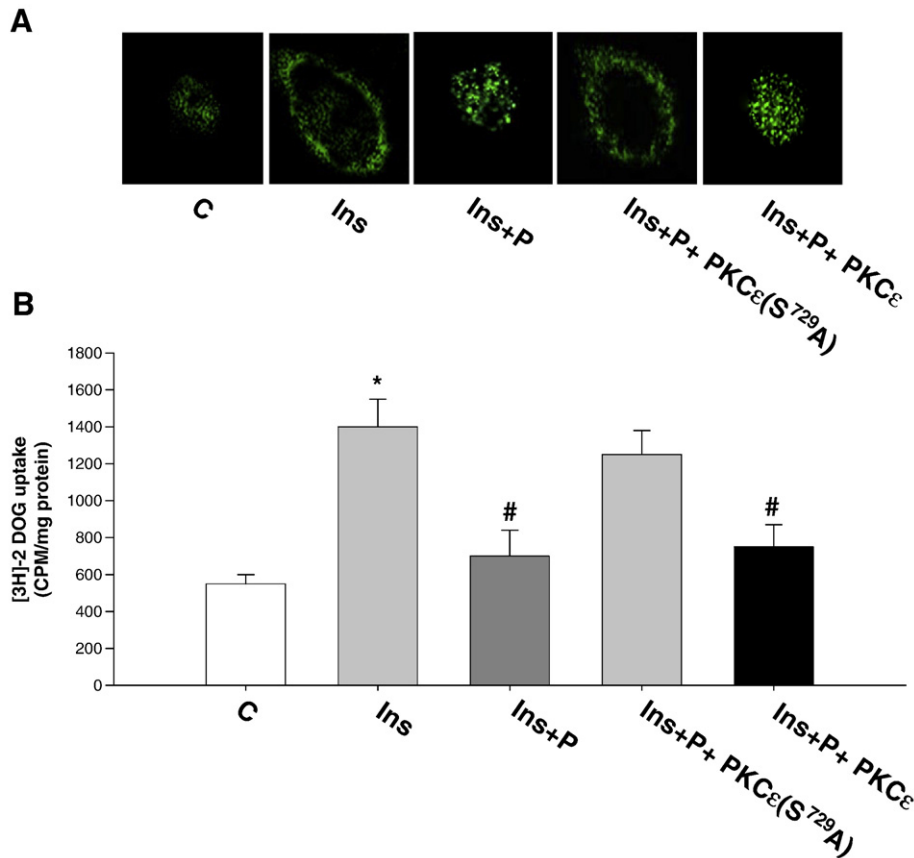 A
C
Ins
Ins+P
Ins+P+ PKCε(S⁷²⁹A)
Ins+P+ PKCε
B
[3H]-2 DOG uptake
(CPM/mg protein)
1800
1600
1400
1200
1000
800
600
400
200
0
*
#
#
C
Ins
Ins+P
Ins+P+ PKCε(S⁷²⁹A)
Ins+P+ PKCε